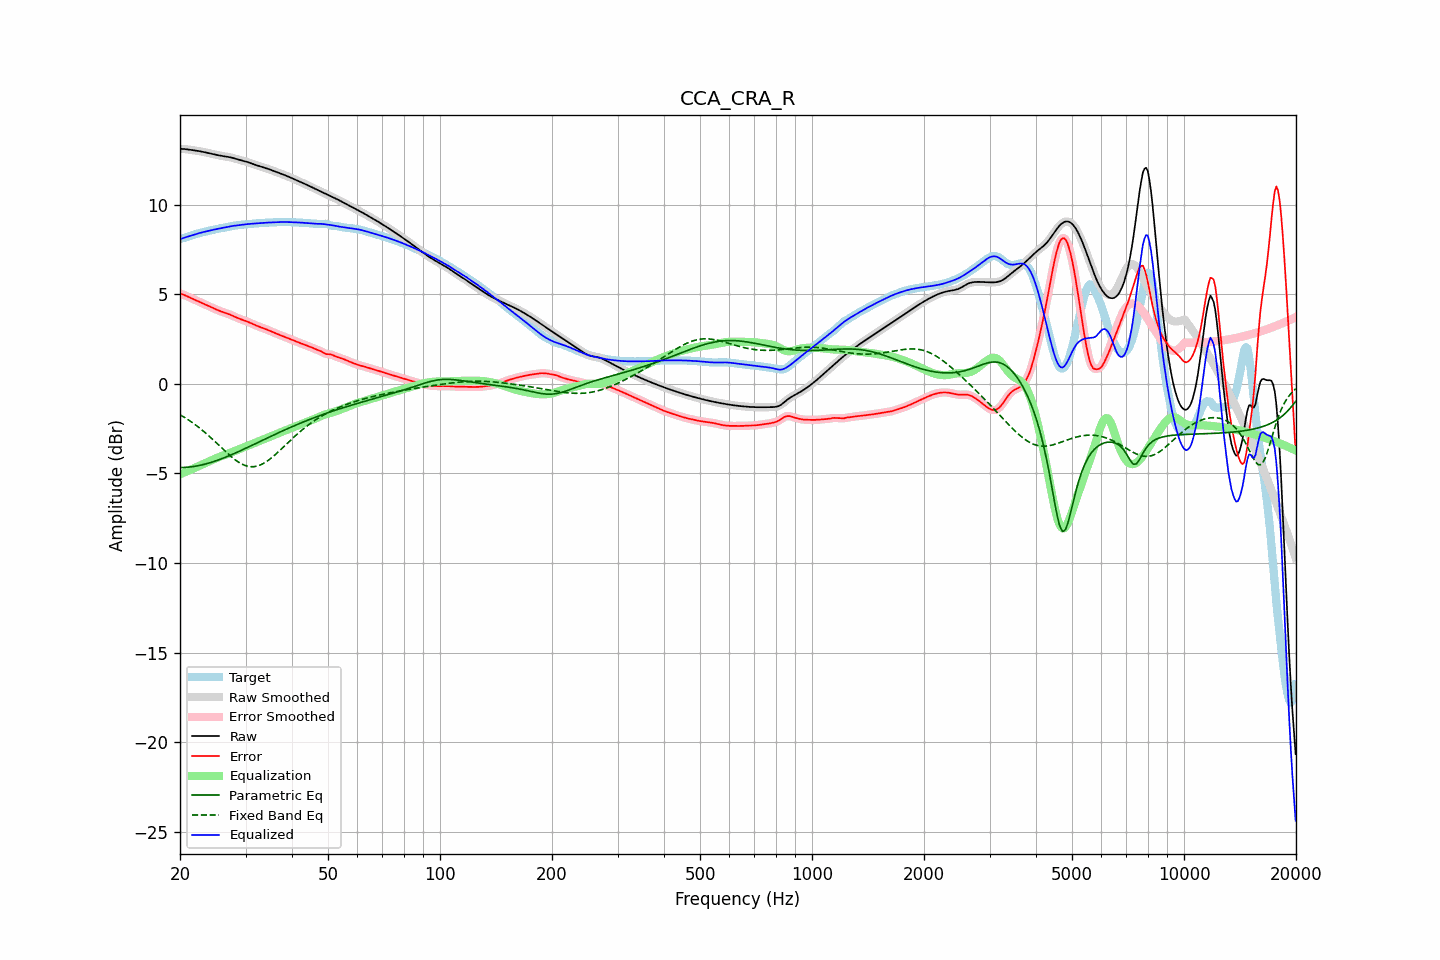 CCA_CRA_R
10
5
0
−5
−10
−15
−20
−25
Amplitude (dBr)
Target
Raw Smoothed
Error Smoothed
Raw
Error
Equalization
Parametric Eq
Fixed Band Eq
Equalized
20 50 100 200 500 1000 2000 5000 10000 20000
Frequency (Hz)